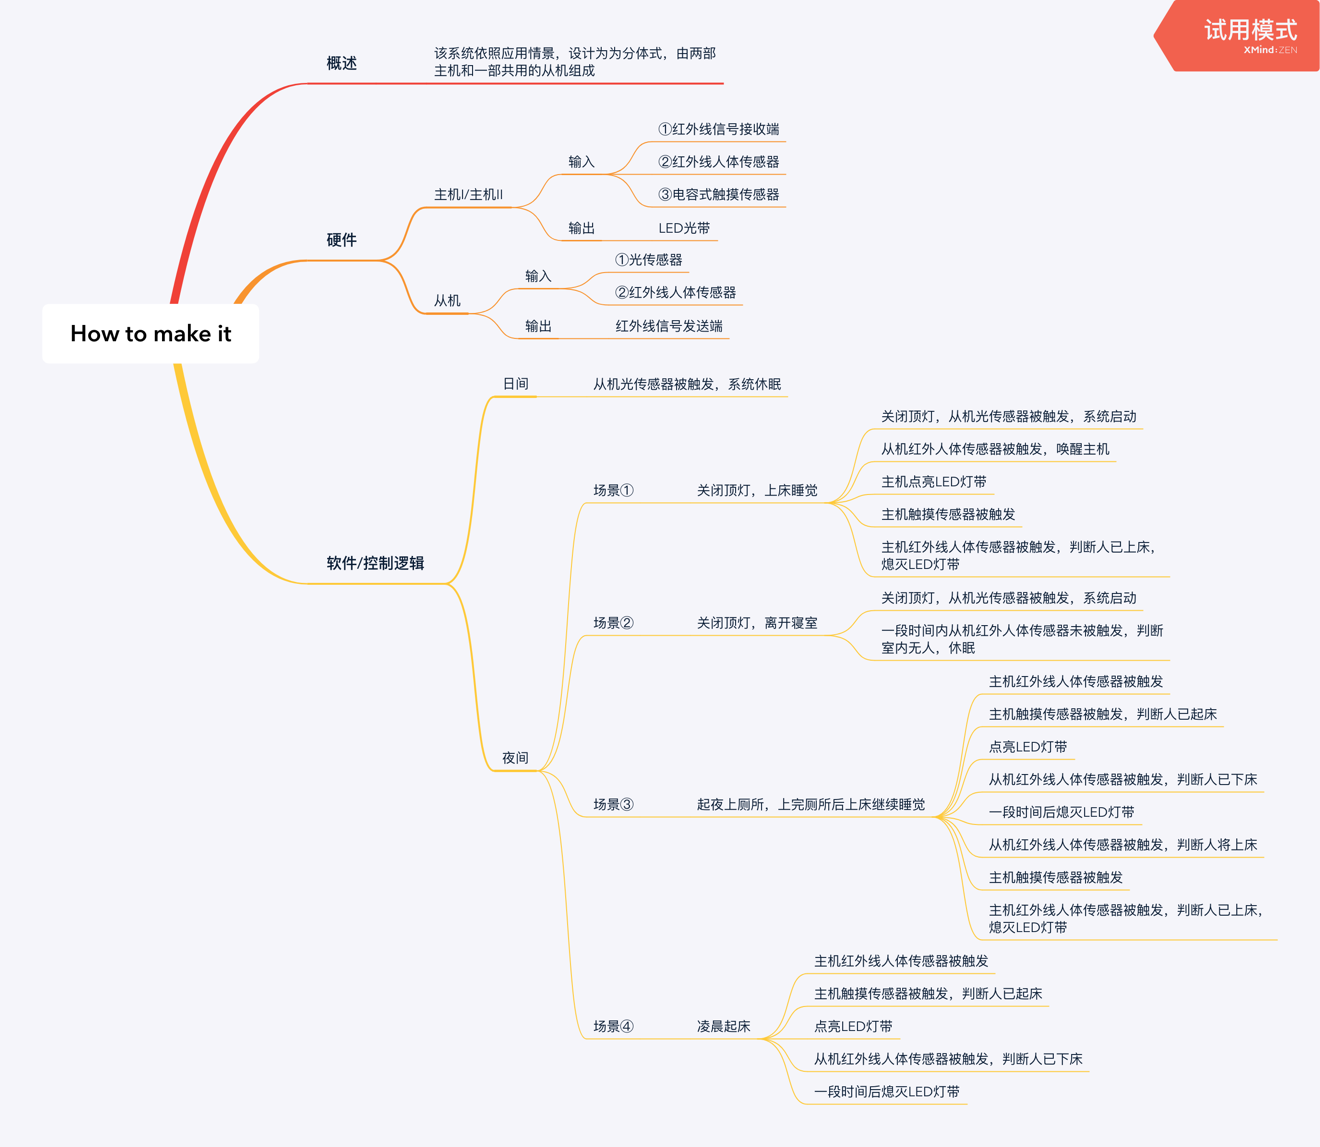 试用模式
XMind:ZEN
How to make it
概述
该系统依照应用情景，设计为为分体式，由两部
主机和一部共用的从机组成
硬件
主机I/主机II
输入
①红外线信号接收端
②红外线人体传感器
③电容式触摸传感器
输出
LED光带
从机
输入
①光传感器
②红外线人体传感器
输出
红外线信号发送端
软件/控制逻辑
日间
从机光传感器被触发，系统休眠
夜间
场景①
关闭顶灯，上床睡觉
关闭顶灯，从机光传感器被触发，系统启动
从机红外人体传感器被触发，唤醒主机
主机点亮LED灯带
主机触摸传感器被触发
主机红外线人体传感器被触发，判断人已上床，
熄灭LED灯带
场景②
关闭顶灯，离开寝室
关闭顶灯，从机光传感器被触发，系统启动
一段时间内从机红外人体传感器未被触发，判断
室内无人，休眠
场景③
起夜上厕所，上完厕所后上床继续睡觉
主机红外线人体传感器被触发
主机触摸传感器被触发，判断人已起床
点亮LED灯带
从机红外线人体传感器被触发，判断人已下床
一段时间后熄灭LED灯带
从机红外线人体传感器被触发，判断人将上床
主机触摸传感器被触发
主机红外线人体传感器被触发，判断人已上床，
熄灭LED灯带
场景④
凌晨起床
主机红外线人体传感器被触发
主机触摸传感器被触发，判断人已起床
点亮LED灯带
从机红外线人体传感器被触发，判断人已下床
一段时间后熄灭LED灯带